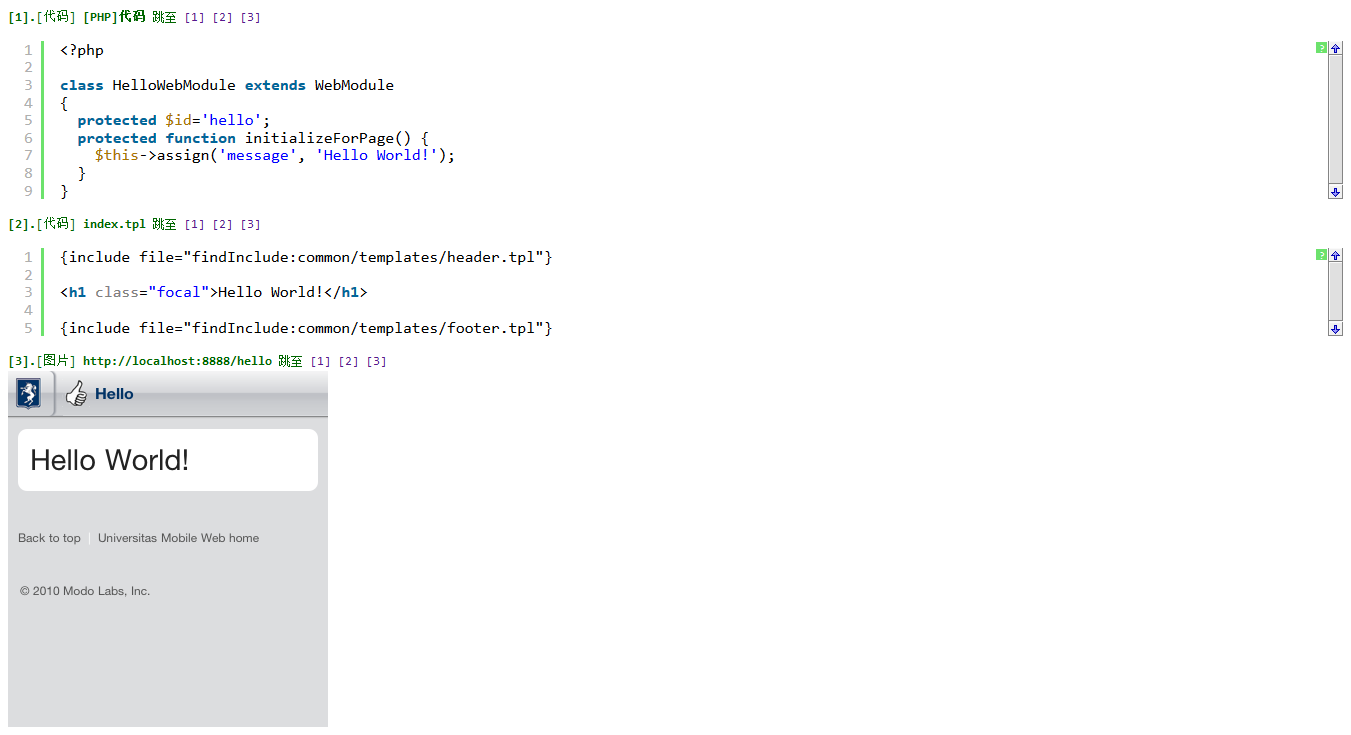 [1].[代码] [PHP]代码 跳至 [1] [2] [3]
?
1 <?php
2
3 class HelloWebModule extends WebModule
4 {
5   protected $id='hello';
6   protected function initializeForPage() {
7     $this->assign('message', 'Hello World!');
8   }
9 }
[2].[代码] index.tpl 跳至 [1] [2] [3]
?
1 {include file="findInclude:common/templates/header.tpl"}
2
3 <h1 class="focal">Hello World!</h1>
4
5 {include file="findInclude:common/templates/footer.tpl"}
[3].[图片] http://localhost:8888/hello 跳至 [1] [2] [3]
Hello
Hello World!
Back to top | Universitas Mobile Web home
© 2010 Modo Labs, Inc.